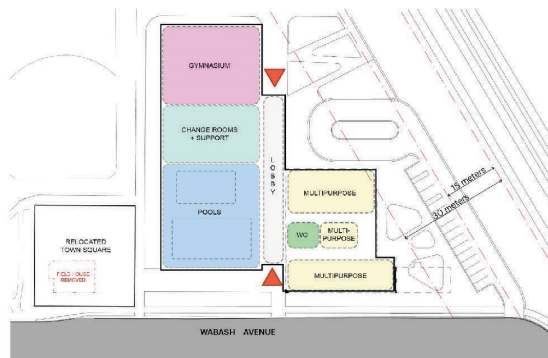 GYMNASIUM
CHANGE ROOMS
+ SUPPORT
LOBBY
POOLS
MULTIPURPOSE
WC
MULTI-
PURPOSE
MULTIPURPOSE
15 meters
30 meters
RELOCATED
TOWN SQUARE
FIELD HOUSE
REMOVED
WABASH AVENUE